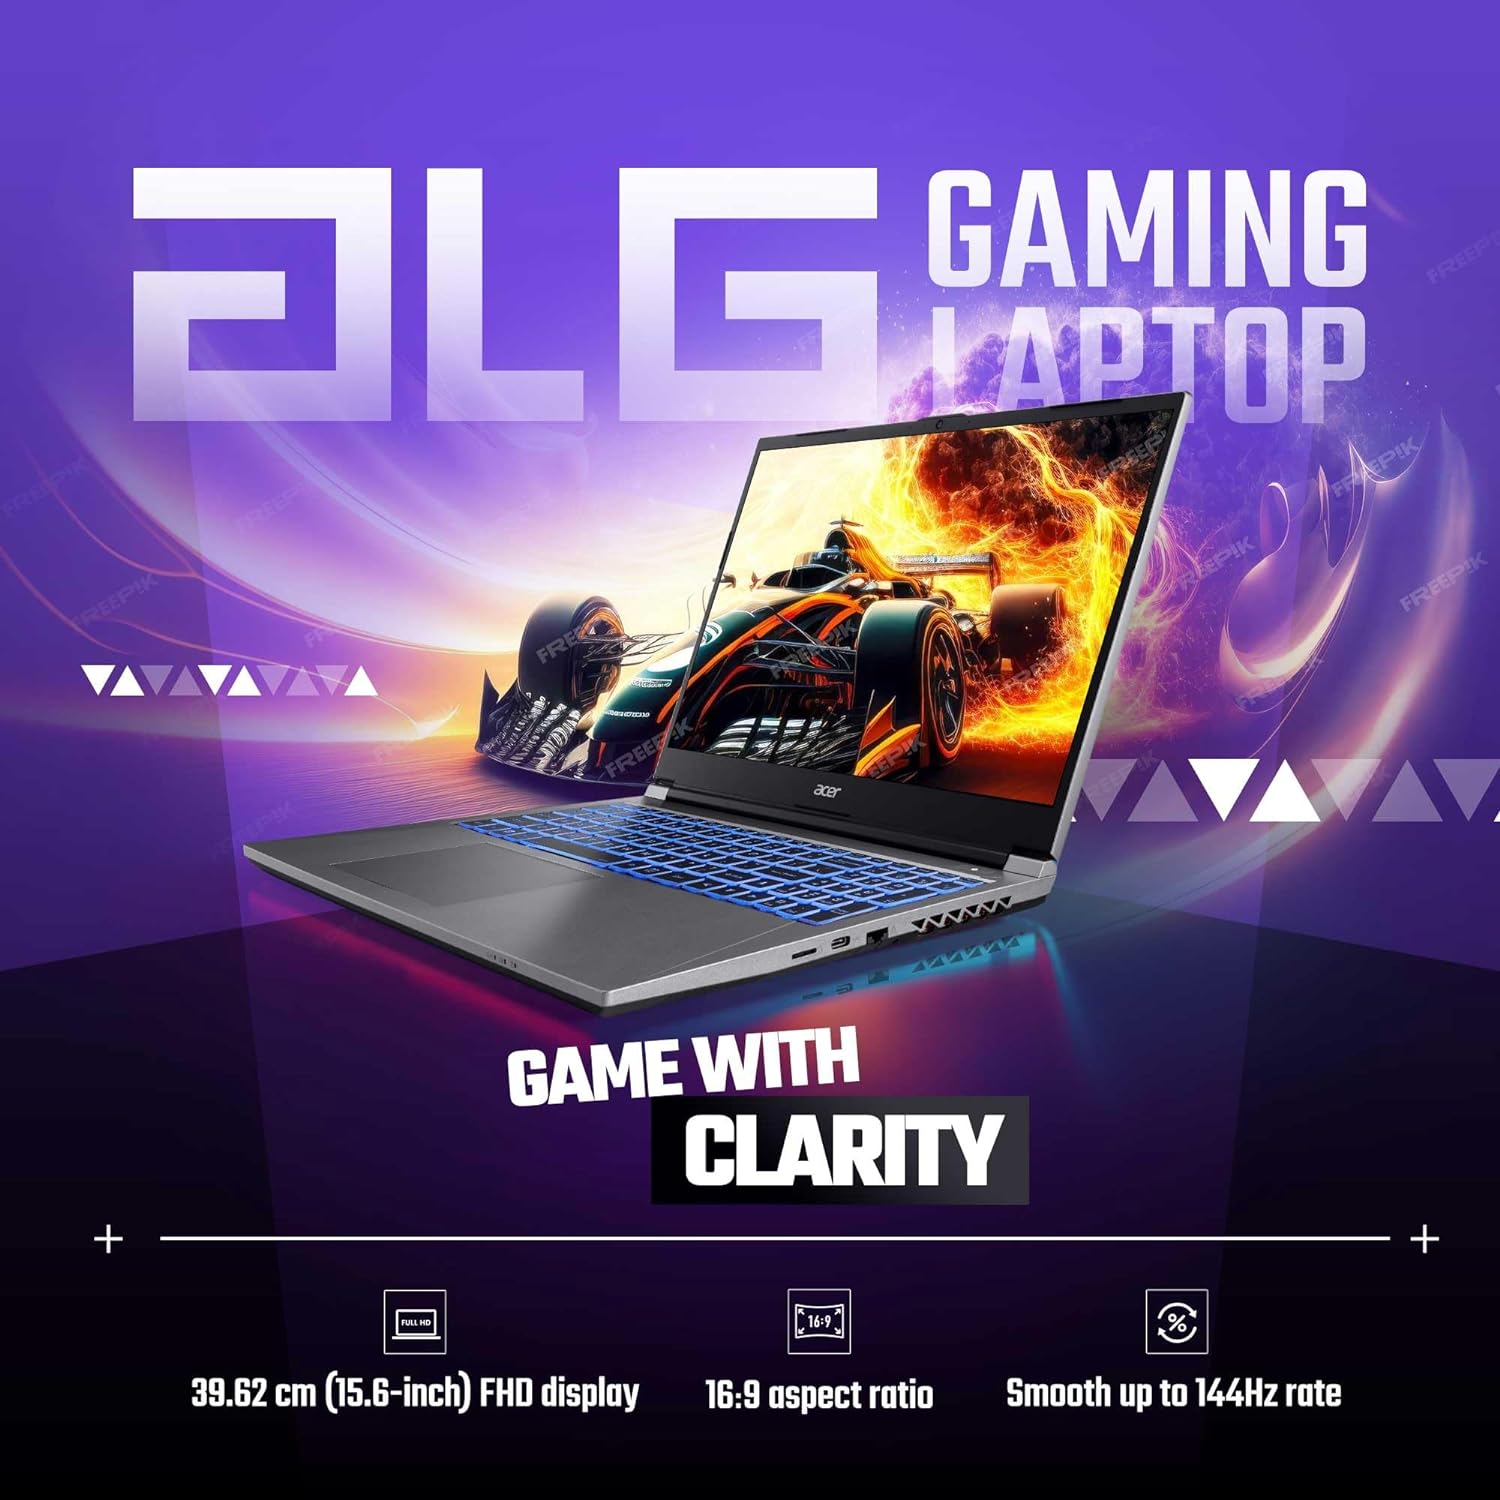 ALG
GAMING
LAPTOP
acer
GAME WITH
CLARITY
FULL HD
16:9
%
39.62 cm (15.6-inch) FHD display
16:9 aspect ratio
Smooth up to 144Hz rate
FREEPIK